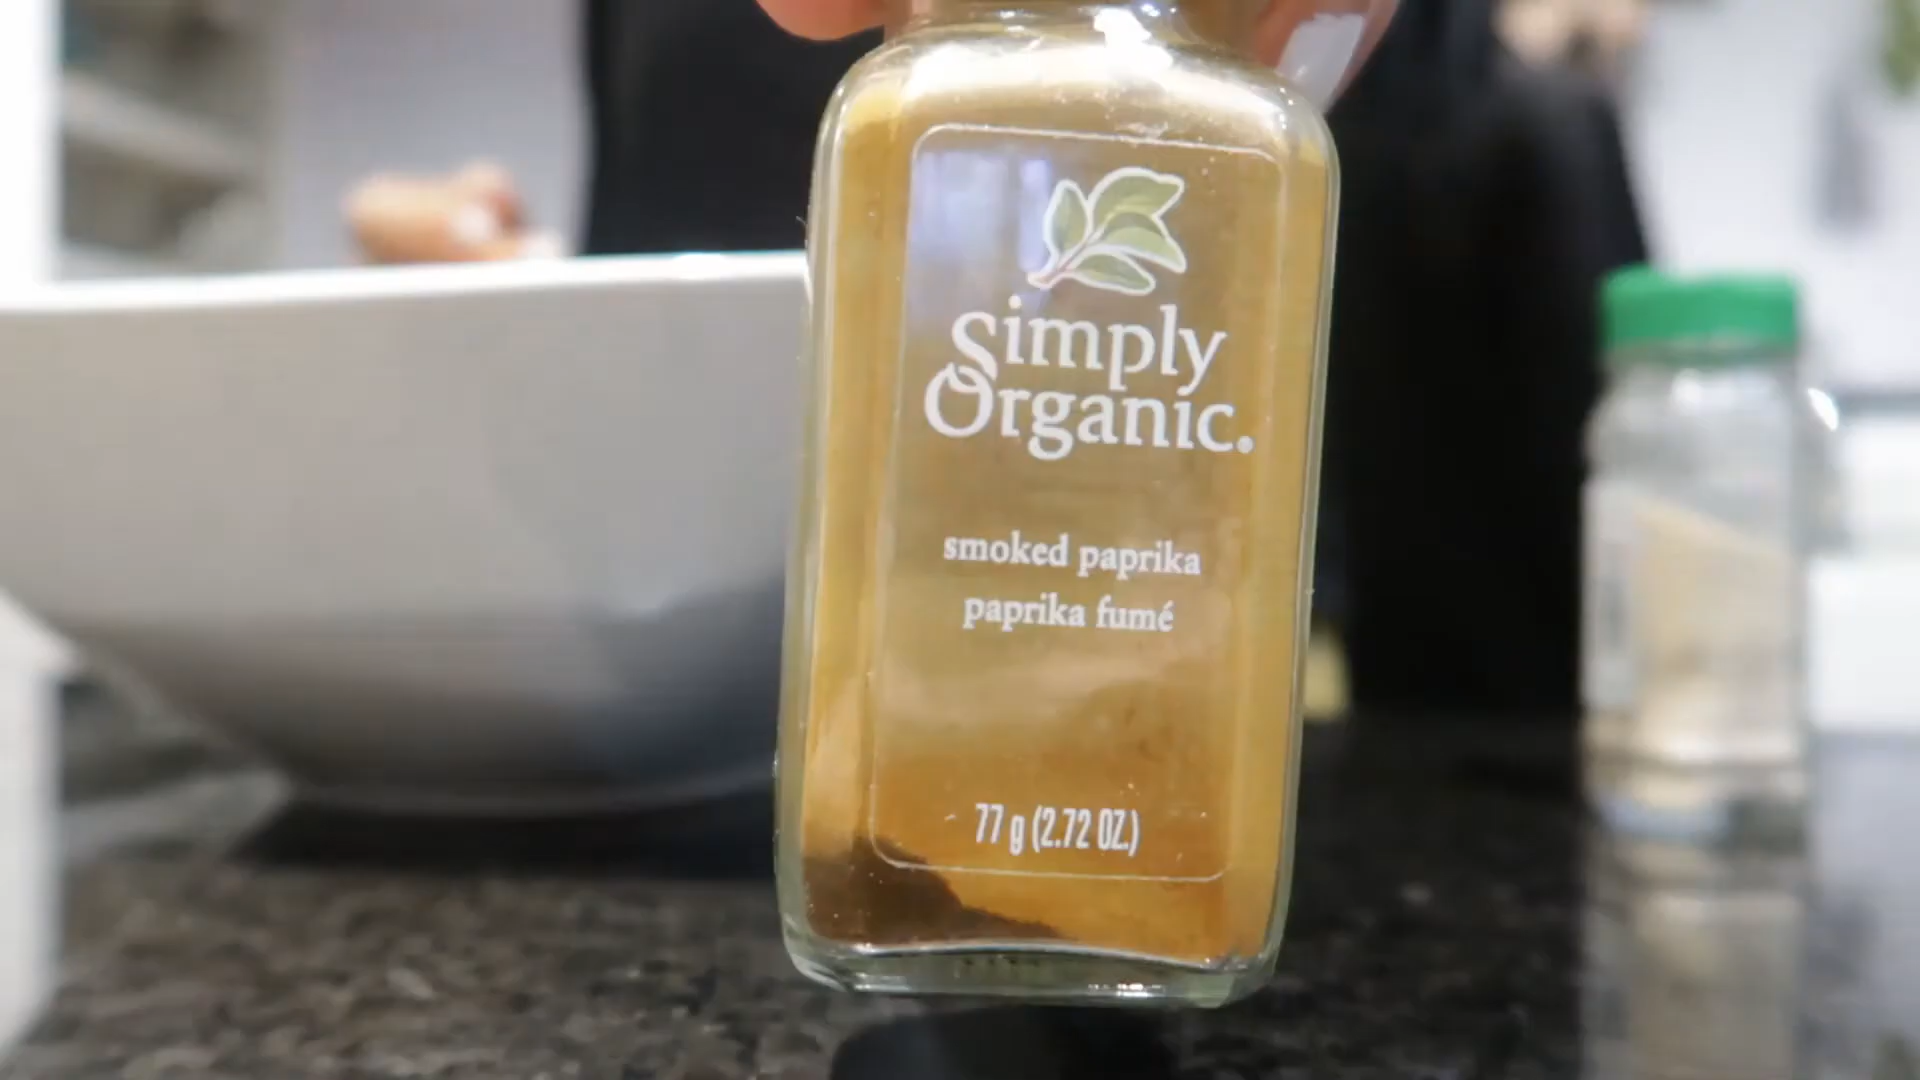 Simply
Organic.
smoked paprika
paprika fumé
77 g (2.72 OZ.)